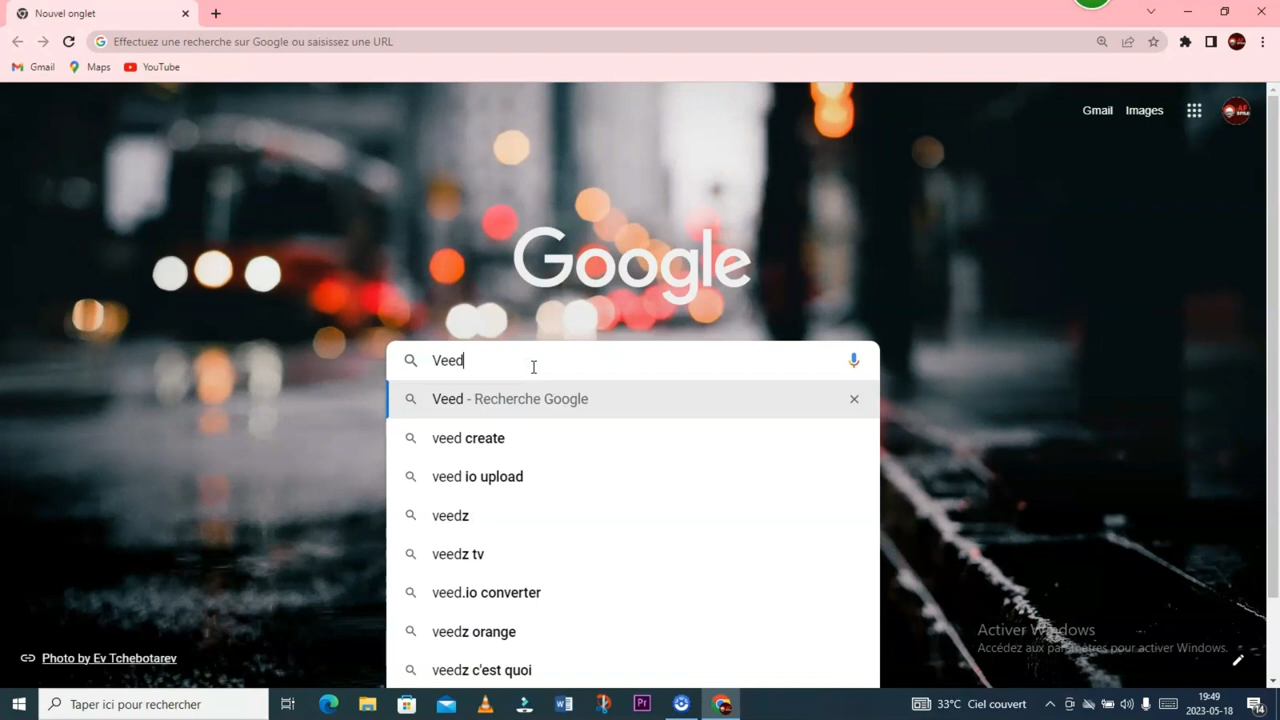 Nouvel onglet
Effectuez une recherche sur Google ou saisissez une URL
Gmail Maps YouTube
Gmail Images
Google
Veed
Veed - Recherche Google
veed create
veed io upload
veedz
veedz tv
veed.io converter
veedz orange
veedz c'est quoi
Activer Windows
Accédez aux paramètres pour activer Windows.
Photo by Ev Tchebotarev
Taper ici pour rechercher
33°C Ciel couvert
19:49
2023-05-18
14